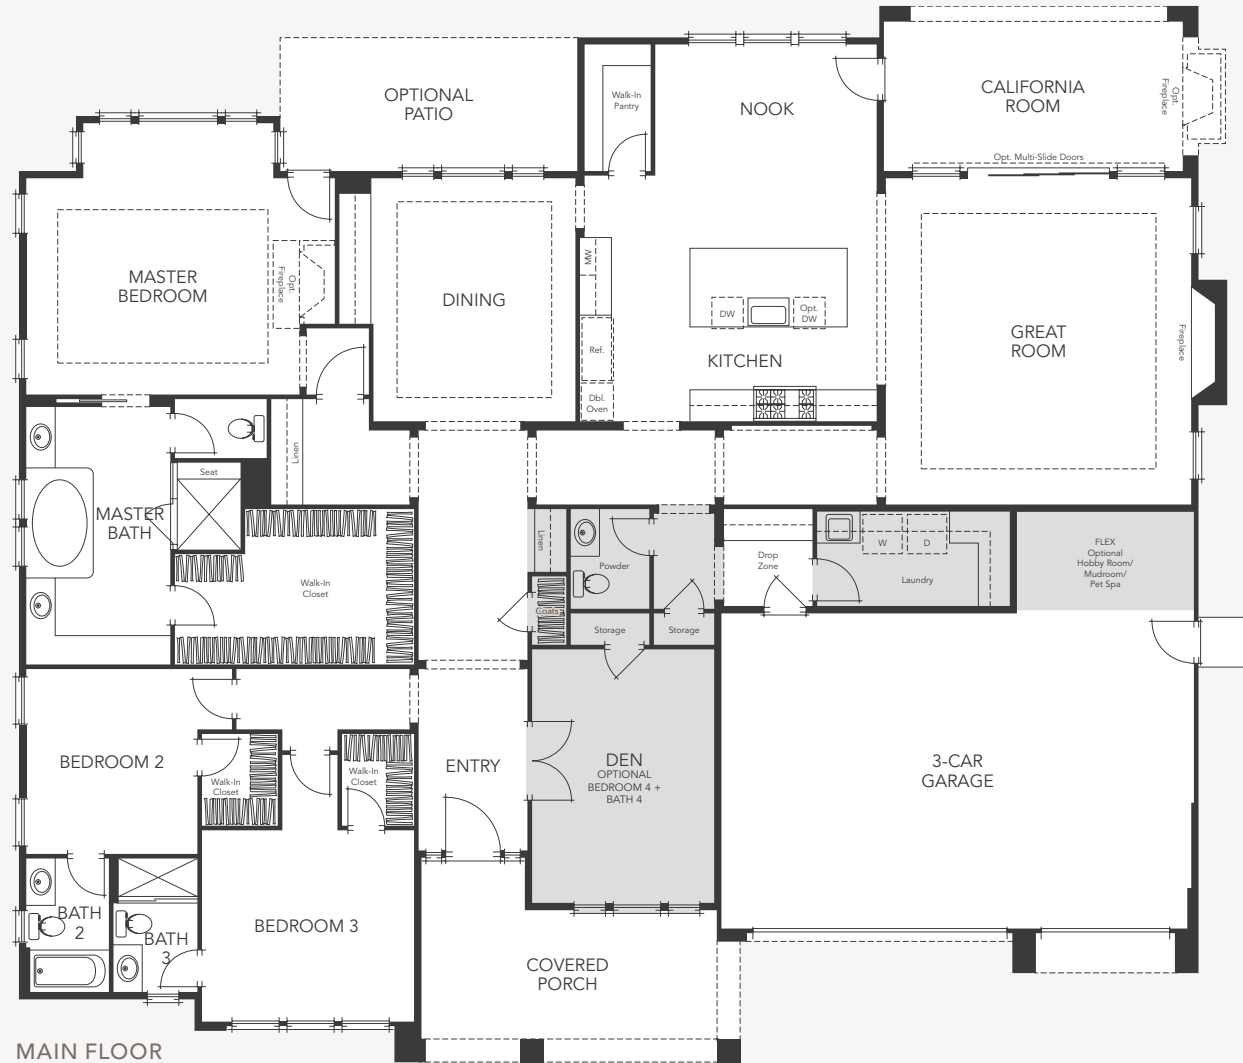 OPTIONAL
PATIO
Walk-In
Pantry
NOOK
CALIFORNIA
ROOM
Opt.
Fireplace
Opt. Multi-Slide Doors
MASTER
BEDROOM
Opt.
Fireplace
DINING
MW
DW
Opt.
DW
Ref.
KITCHEN
Dbl.
Oven
GREAT
ROOM
Fireplace
Linen
Seat
MASTER
BATH
Walk-In
Closet
Linen
Powder
Coats
Storage
Storage
Drop
Zone
W
D
Laundry
FLEX
Optional
Hobby Room/
Mudroom/
Pet Spa
BEDROOM 2
Walk-In
Closet
Walk-In
Closet
ENTRY
DEN
OPTIONAL
BEDROOM 4 +
BATH 4
3-CAR
GARAGE
BATH
2
BATH
3
BEDROOM 3
COVERED
PORCH
MAIN FLOOR